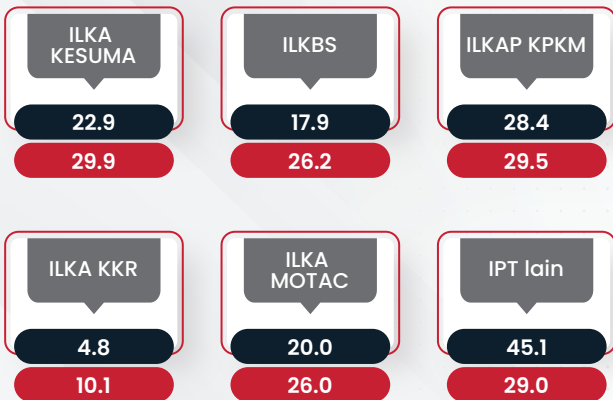 ILKA
KESUMA
22.9
29.9
ILKBS
17.9
26.2
ILKAP KPKM
28.4
29.5
ILKA KKR
4.8
10.1
ILKA
MOTAC
20.0
26.0
IPT lain
45.1
29.0